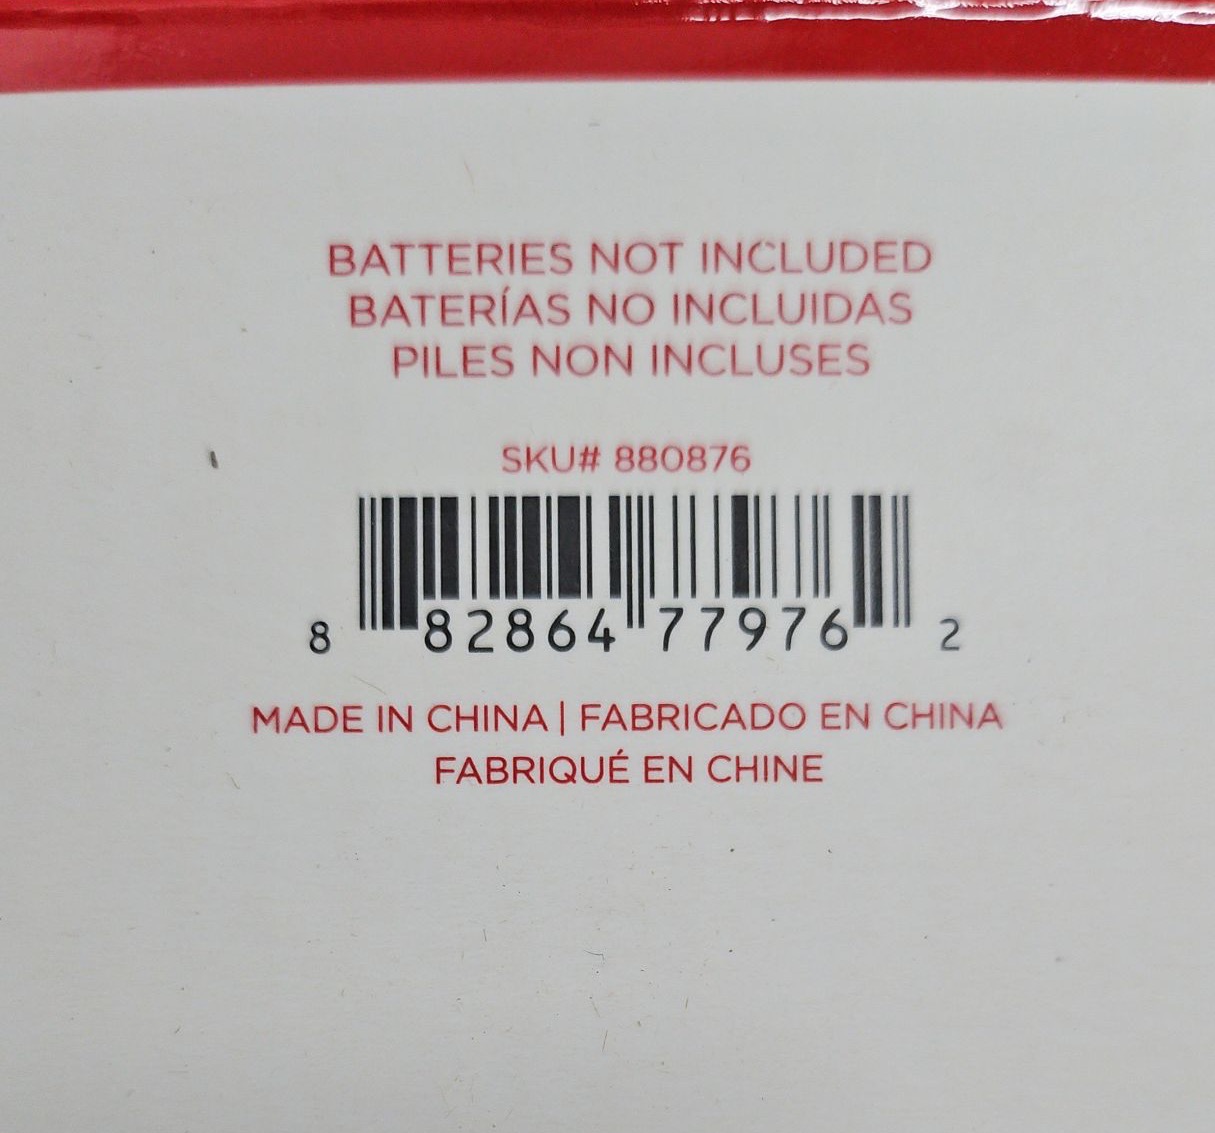 BATTERIES NOT INCLUDED
BATERÍAS NO INCLUIDAS
PILES NON INCLUSES
SKU# 880876
8 82864 77976 2
MADE IN CHINA | FABRICADO EN CHINA
FABRIQUÉ EN CHINE